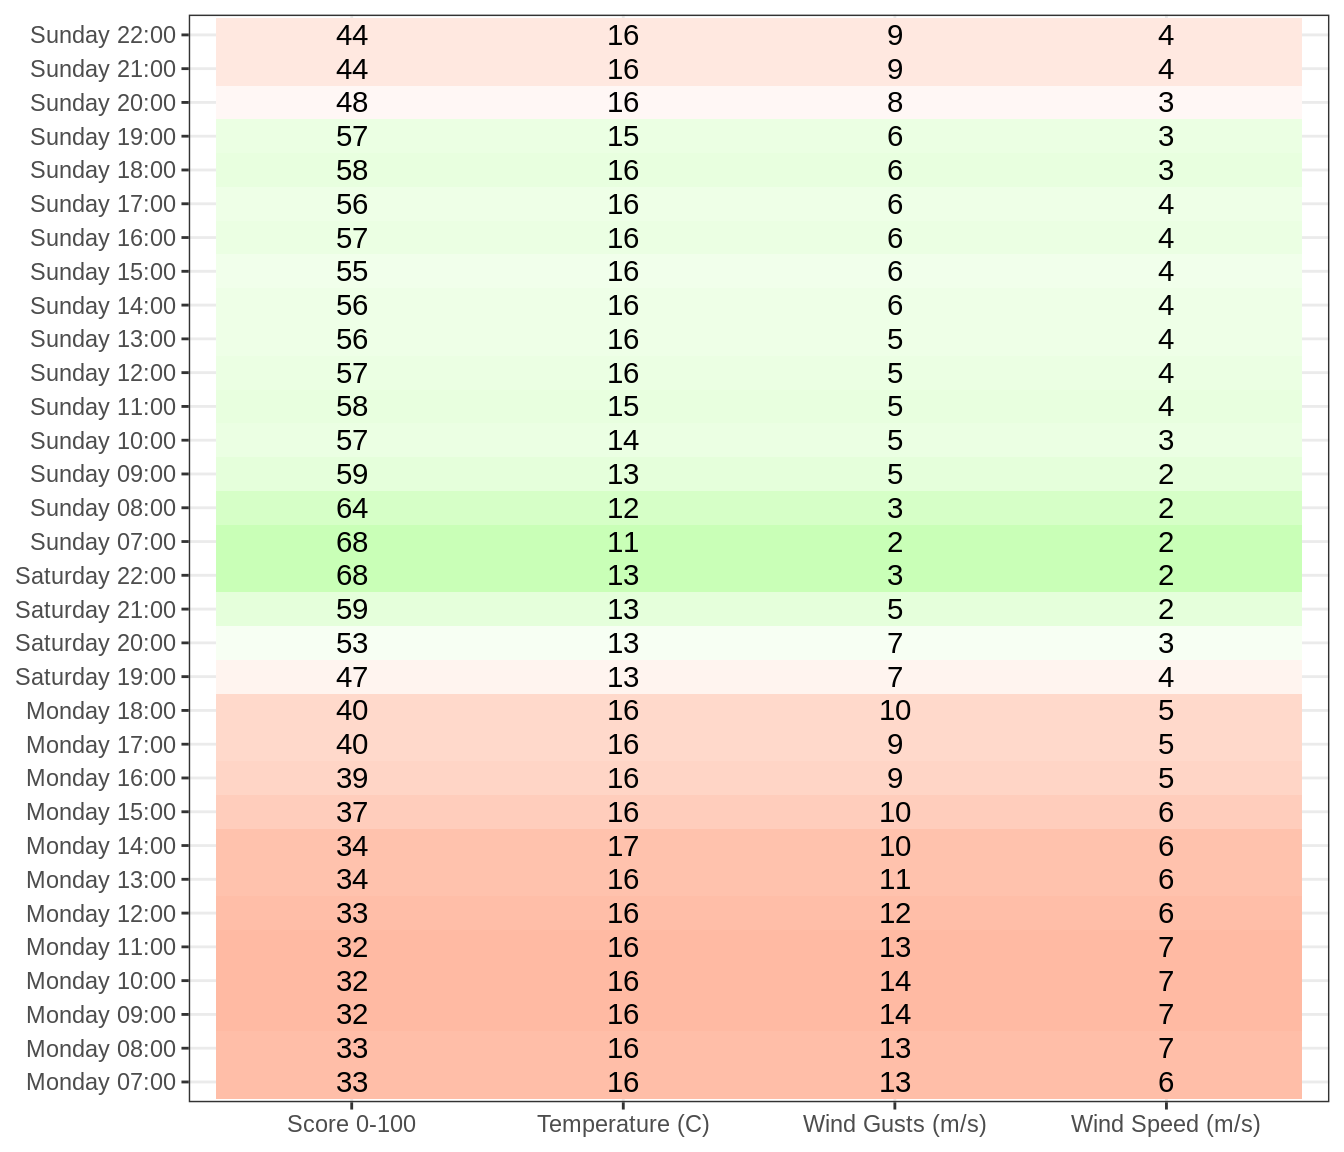 Sunday 22:00 44 16 9 4
Sunday 21:00 44 16 9 4
Sunday 20:00 48 16 8 3
Sunday 19:00 57 15 6 3
Sunday 18:00 58 16 6 3
Sunday 17:00 56 16 6 4
Sunday 16:00 57 16 6 4
Sunday 15:00 55 16 6 4
Sunday 14:00 56 16 6 4
Sunday 13:00 56 16 5 4
Sunday 12:00 57 16 5 4
Sunday 11:00 58 15 5 4
Sunday 10:00 57 14 5 3
Sunday 09:00 59 13 5 2
Sunday 08:00 64 12 3 2
Sunday 07:00 68 11 2 2
Saturday 22:00 68 13 3 2
Saturday 21:00 59 13 5 2
Saturday 20:00 53 13 7 3
Saturday 19:00 47 13 7 4
Monday 18:00 40 16 10 5
Monday 17:00 40 16 9 5
Monday 16:00 39 16 9 5
Monday 15:00 37 16 10 6
Monday 14:00 34 17 10 6
Monday 13:00 34 16 11 6
Monday 12:00 33 16 12 6
Monday 11:00 32 16 13 7
Monday 10:00 32 16 14 7
Monday 09:00 32 16 14 7
Monday 08:00 33 16 13 7
Monday 07:00 33 16 13 6
Score 0-100 Temperature (C) Wind Gusts (m/s) Wind Speed (m/s)